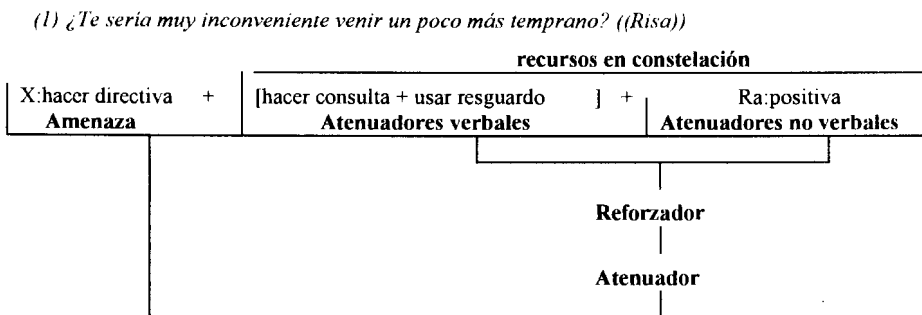 (1) ¿Te sería muy inconveniente venir un poco más temprano? ((Risa))
recursos en constelación
X:hacer directiva + [hacer consulta + usar resguardo ] + Ra:positiva
Amenaza Atenuadores verbales Atenuadores no verbales
Reforzador
Atenuador